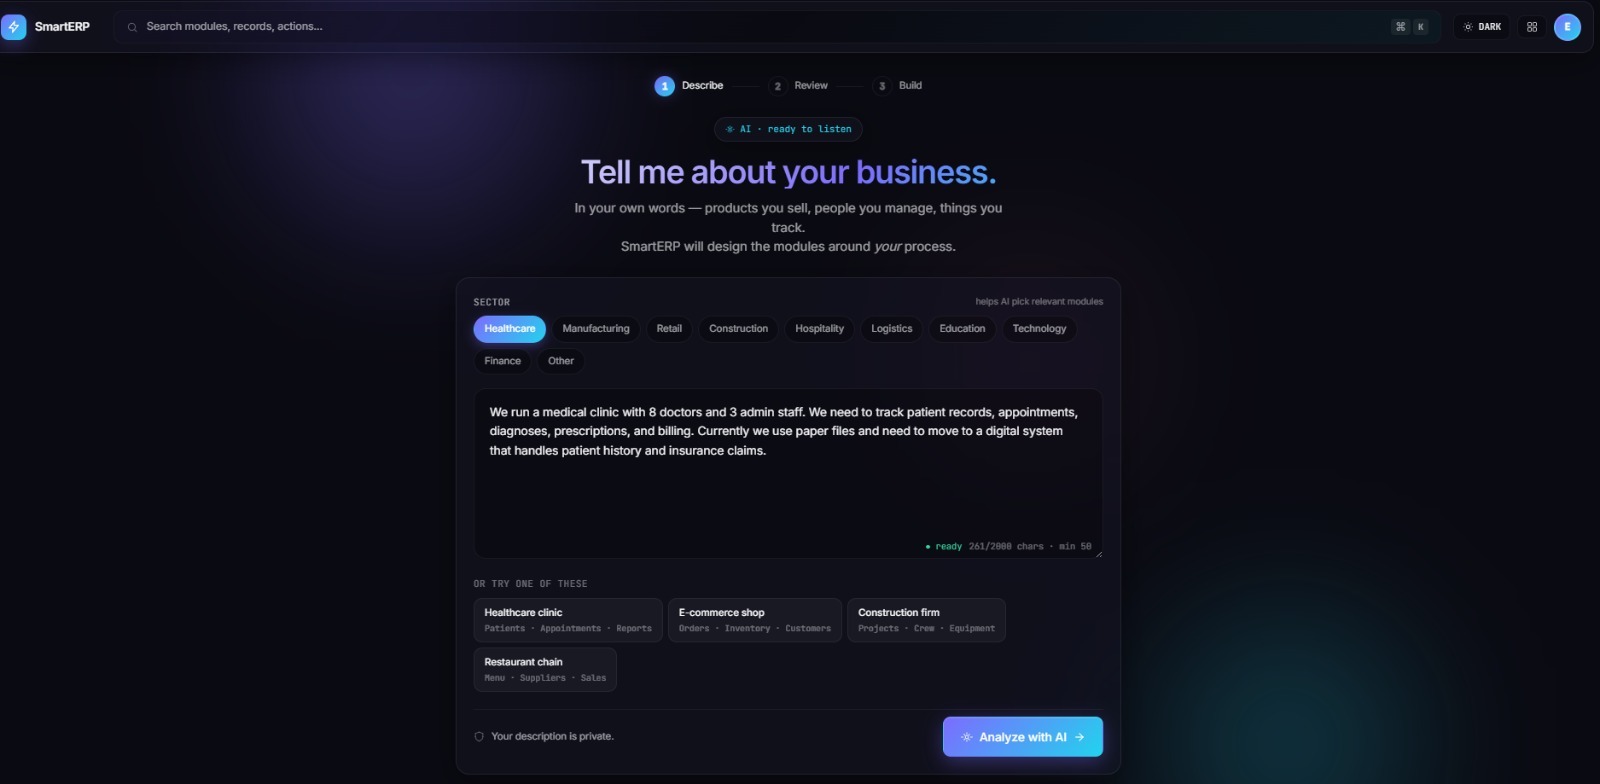 SmartERP
Search modules, records, actions...
⌘ K
DARK
E
1 Describe
2 Review
3 Build
AI · ready to listen
Tell me about your business.
In your own words — products you sell, people you manage, things you
track.
SmartERP will design the modules around your process.
SECTOR
helps AI pick relevant modules
Healthcare Manufacturing Retail Construction Hospitality Logistics Education Technology
Finance Other
We run a medical clinic with 8 doctors and 3 admin staff. We need to track patient records, appointments,
diagnoses, prescriptions, and billing. Currently we use paper files and need to move to a digital system
that handles patient history and insurance claims.
● ready 261/2000 chars · min 50
OR TRY ONE OF THESE
Healthcare clinic
Patients · Appointments · Reports
E-commerce shop
Orders · Inventory · Customers
Construction firm
Projects · Crew · Equipment
Restaurant chain
Menu · Suppliers · Sales
Your description is private.
Analyze with AI →